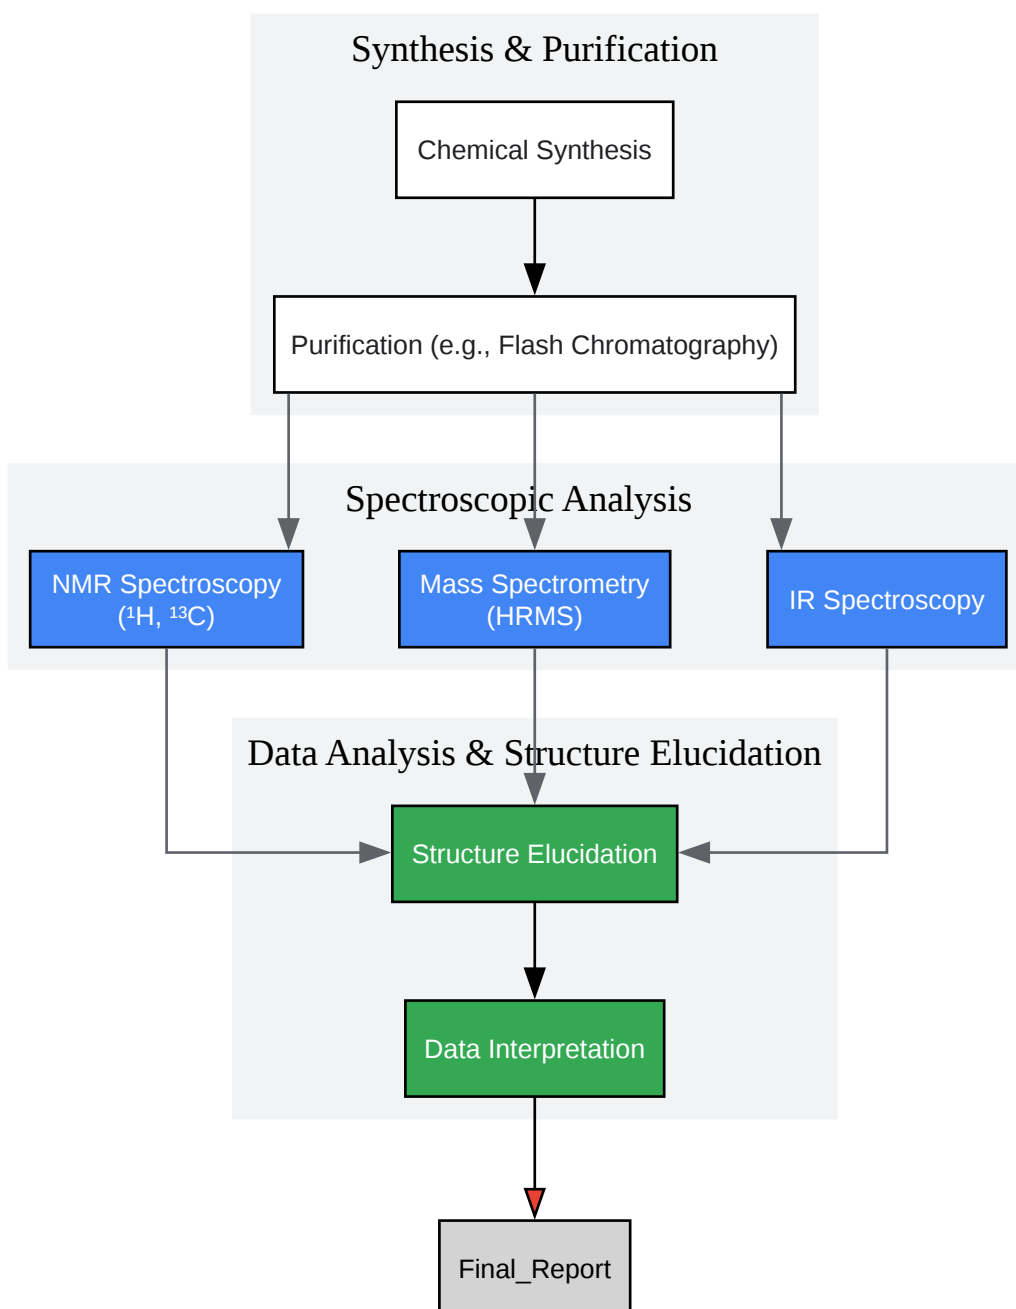 Synthesis & Purification
Chemical Synthesis
Purification (e.g., Flash Chromatography)
Spectroscopic Analysis
NMR Spectroscopy
(¹H, ¹³C)
Mass Spectrometry
(HRMS)
IR Spectroscopy
Data Analysis & Structure Elucidation
Structure Elucidation
Data Interpretation
Final_Report